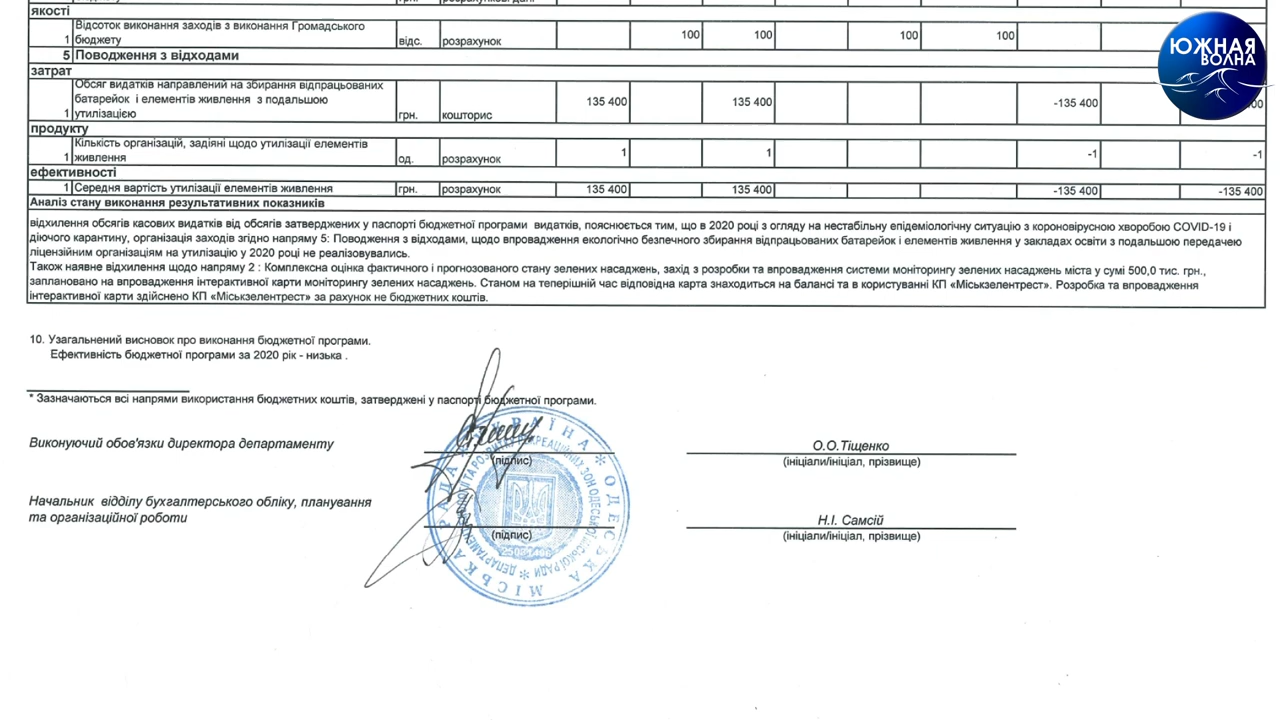 якості
Відсоток виконання заходів з виконання Громадського
бюджету
1 відс. розрахунок 100 100 100 100
5 Поводження з відходами
затрат
Обсяг видатків направлений на збирання відпрацьованих
батарейок і елементів живлення з подальшою
утилізацією
1 грн. кошторис 135 400 135 400 -135 400
продукту
Кількість організацій, задіяні щодо утилізації елементів
живлення
1 од. розрахунок 1 1 -1 -1
ефективності
1 Середня вартість утилізації елементів живлення грн. розрахунок 135 400 135 400 -135 400 -135 400
Аналіз стану виконання результативних показників
відхилення обсягів касових видатків від обсягів затверджених у паспорті бюджетної програми видатків, пояснюється тим, що в 2020 році з огляду на нестабільну епідеміологічну ситуацію з короновірусною хворобою COVID-19 і
діючого карантину, організація заходів згідно напряму 5: Поводження з відходами, щодо впровадження екологічно безпечного збирання відпрацьованих батарейок і елементів живлення у закладах освіти з подальшою передачею
ліцензійним організаціям на утилізацію у 2020 році не реалізовувались.
Також наявне відхилення щодо напряму 2 : Комплексна оцінка фактичного і прогнозованого стану зелених насаджень, захід з розробки та впровадження системи моніторингу зелених насаджень міста у сумі 500,0 тис. грн.,
заплановано на впровадження інтерактивної карти моніторингу зелених насаджень. Станом на теперішній час відповідна карта знаходиться на балансі та в користуванні КП «Міськзелентрест». Розробка та впровадження
інтерактивної карти здійснено КП «Міськзелентрест» за рахунок не бюджетних коштів.
10. Узагальнений висновок про виконання бюджетної програми.
Ефективність бюджетної програми за 2020 рік - низька .
* Зазначаються всі напрями використання бюджетних коштів, затверджені у паспорті бюджетної програми.
Виконуючий обов'язки директора департаменту
(підпис)
О.О.Тіщенко
(ініціали/ініціал, прізвище)
Начальник відділу бухгалтерського обліку, планування
та організаційної роботи
(підпис)
Н.І. Самсій
(ініціали/ініціал, прізвище)
УКРАЇНА * ОДЕСЬКА МІСЬКА РАДА *
ЮЖНАЯ
ВОЛНА